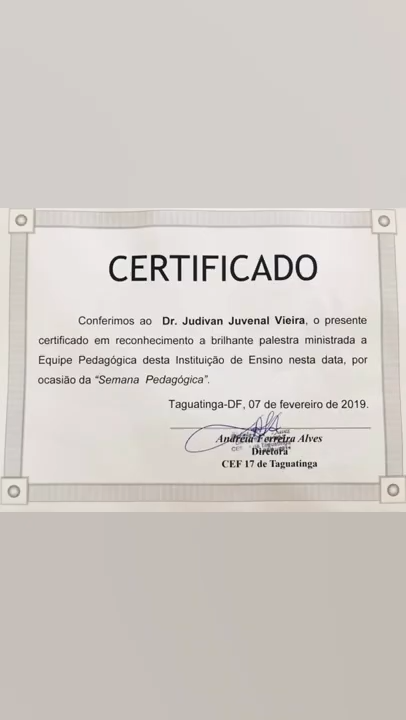 CERTIFICADO
Conferimos ao Dr. Judivan Juvenal Vieira, o presente
certificado em reconhecimento a brilhante palestra ministrada a
Equipe Pedagógica desta Instituição de Ensino nesta data, por
ocasião da “Semana Pedagógica”.
Taguatinga-DF, 07 de fevereiro de 2019.
Andréia Ferreira Alves
Diretora
CEF 17 de Taguatinga